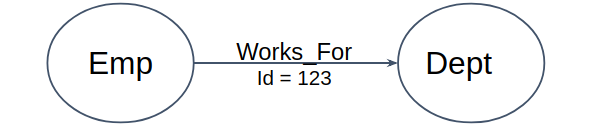 Emp
Works_For
Id = 123
Dept